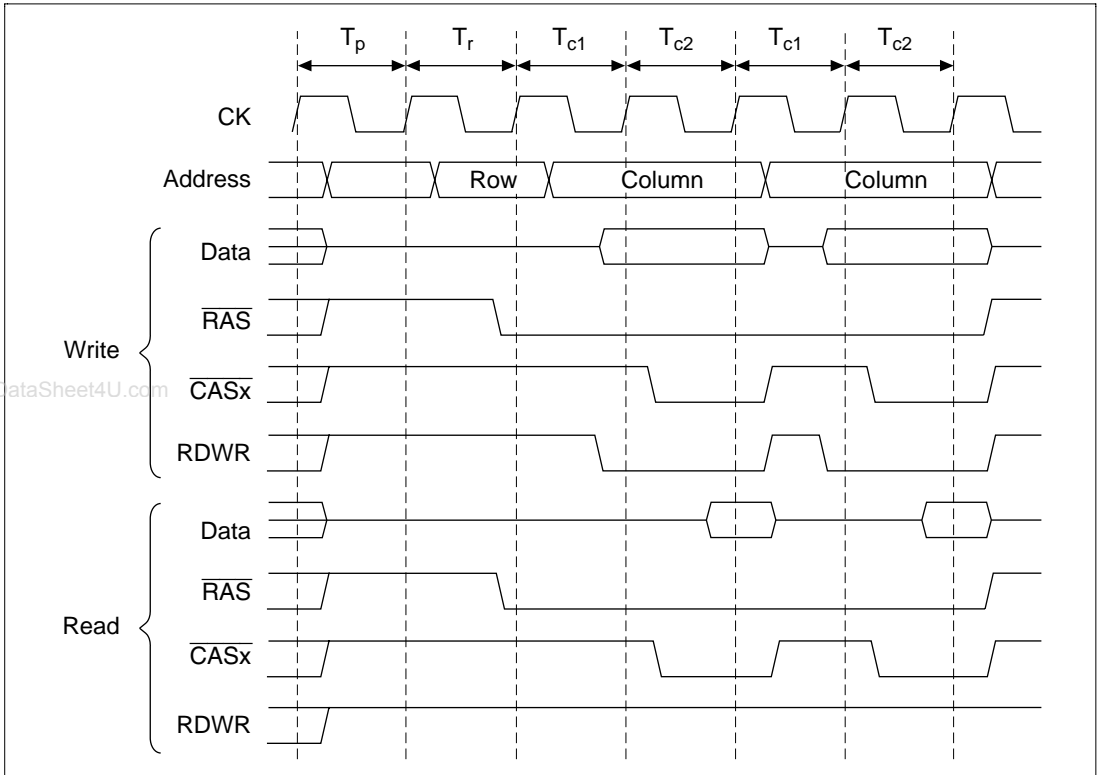 Tp Tr Tc1 Tc2 Tc1 Tc2
CK
Address Row Column Column
Data
RAS
Write
CASx
RDWR
Data
RAS
Read
CASx
RDWR
DataSheet4U.com